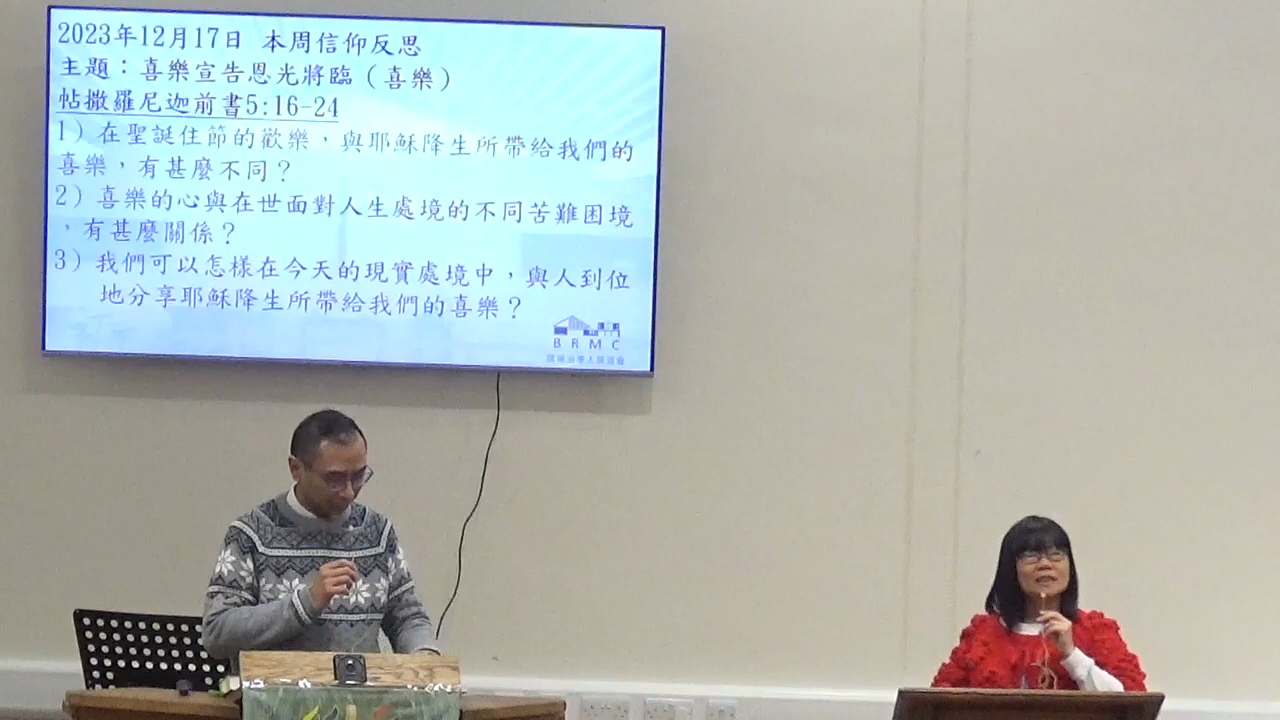 2023年12月17日 本周信仰反思
主題：喜樂宣告恩光將臨（喜樂）
帖撒羅尼迦前書5:16-24
1）在聖誕住節的歡樂，與耶穌降生所帶給我們的
喜樂，有甚麼不同？
2）喜樂的心與在世面對人生處境的不同苦難困境
，有甚麼關係？
3）我們可以怎樣在今天的現實處境中，與人到位
地分享耶穌降生所帶給我們的喜樂？
BRMC